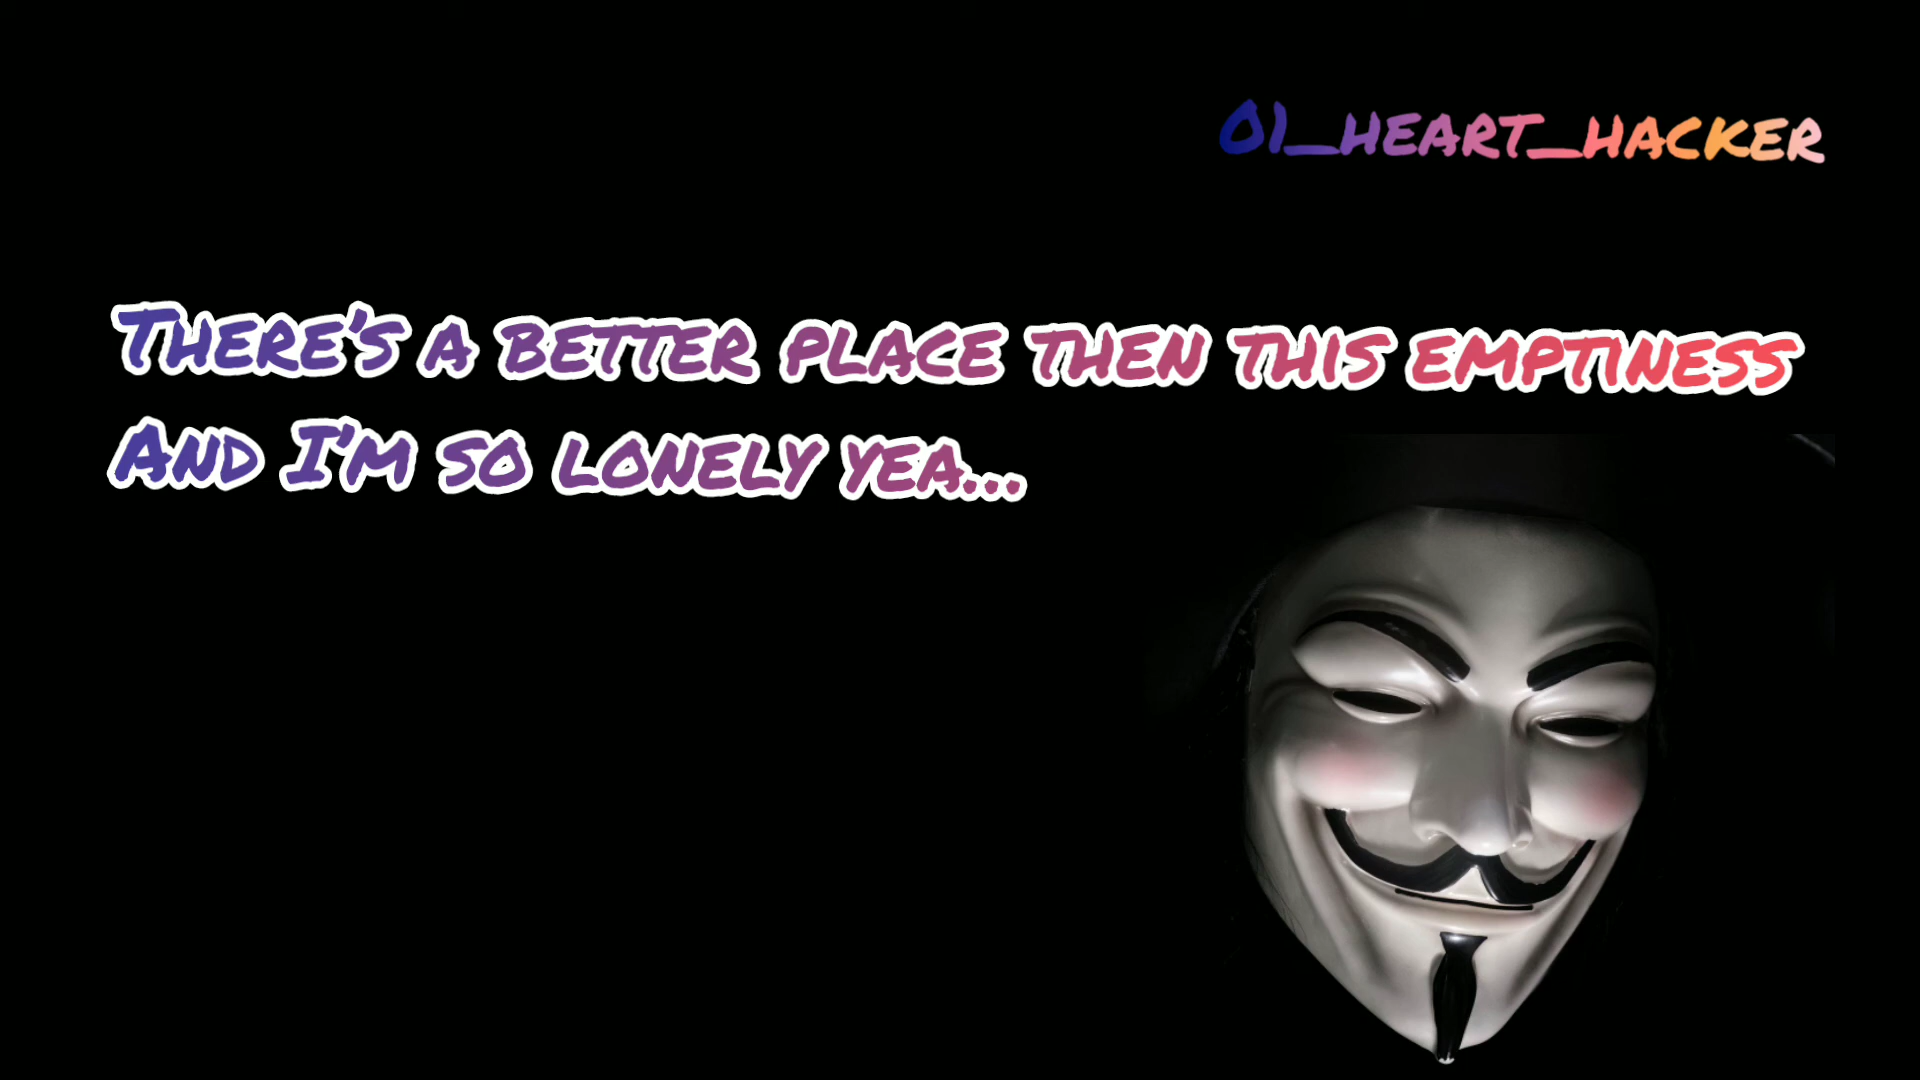 01_HEART_HACKER
THERE'S A BETTER PLACE THEN THIS EMPTINESS
AND I'M SO LONELY YEA...